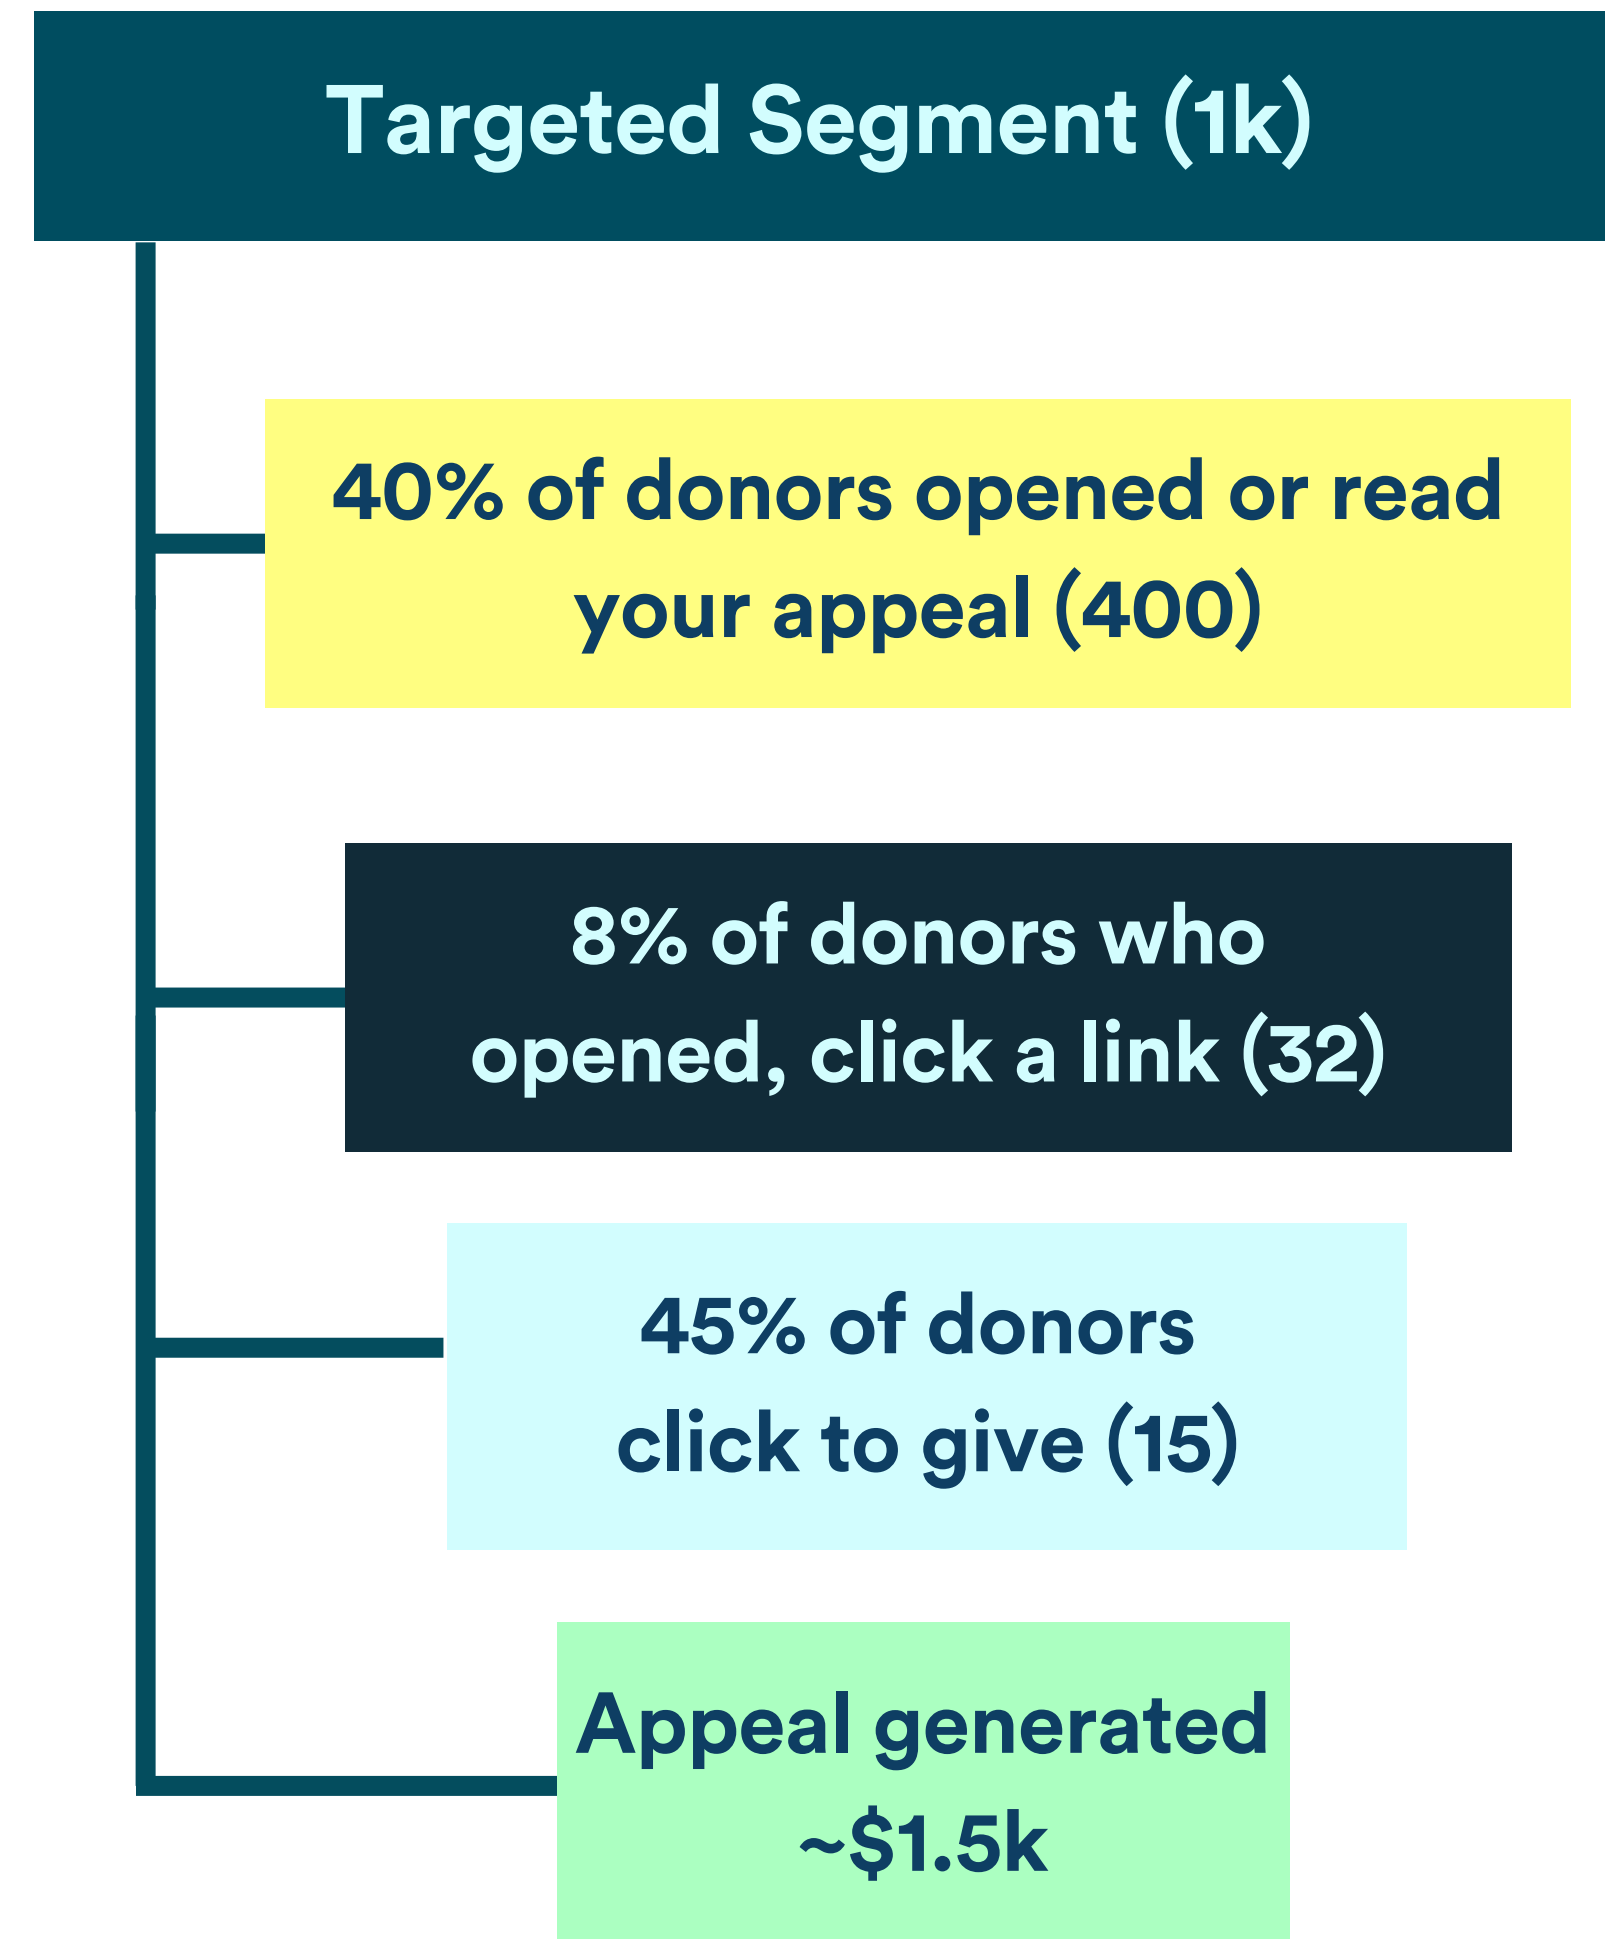 Targeted Segment (1k)
40% of donors opened or read
your appeal (400)
8% of donors who
opened, click a link (32)
45% of donors
click to give (15)
Appeal generated
~$1.5k